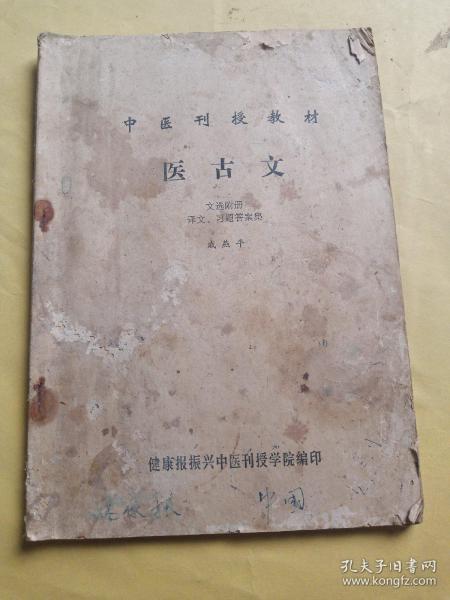 中医刊授教材
医古文
文选附册
译文、习题答案集
成燕平
健康报振兴中医刊授学院编印
中国
孔夫子旧书网
www.kongfz.com